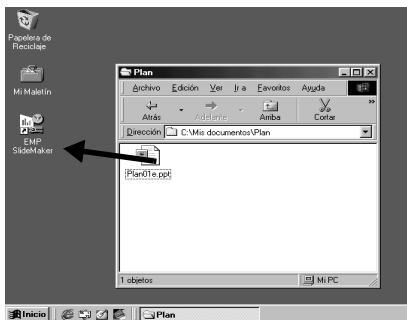 Papelera de
Reciclaje
Mi Maletín
EMP
SlideMaker
Plan
Archivo Edición Ver Ir a Favoritos Ayuda
Atrás Adelante Arriba Cortar »
Dirección C:\Mis documentos\Plan
Plan01e.ppt
1 objetos Mi PC
Inicio Plan